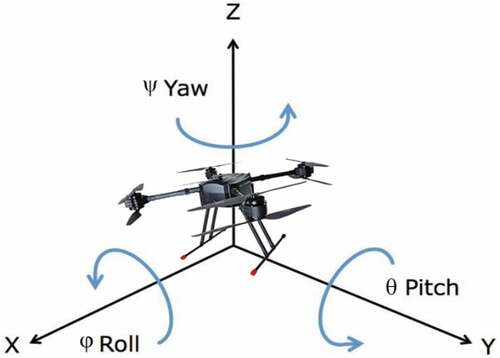 Z
ψ Yaw
θ Pitch
X
φ Roll
Y